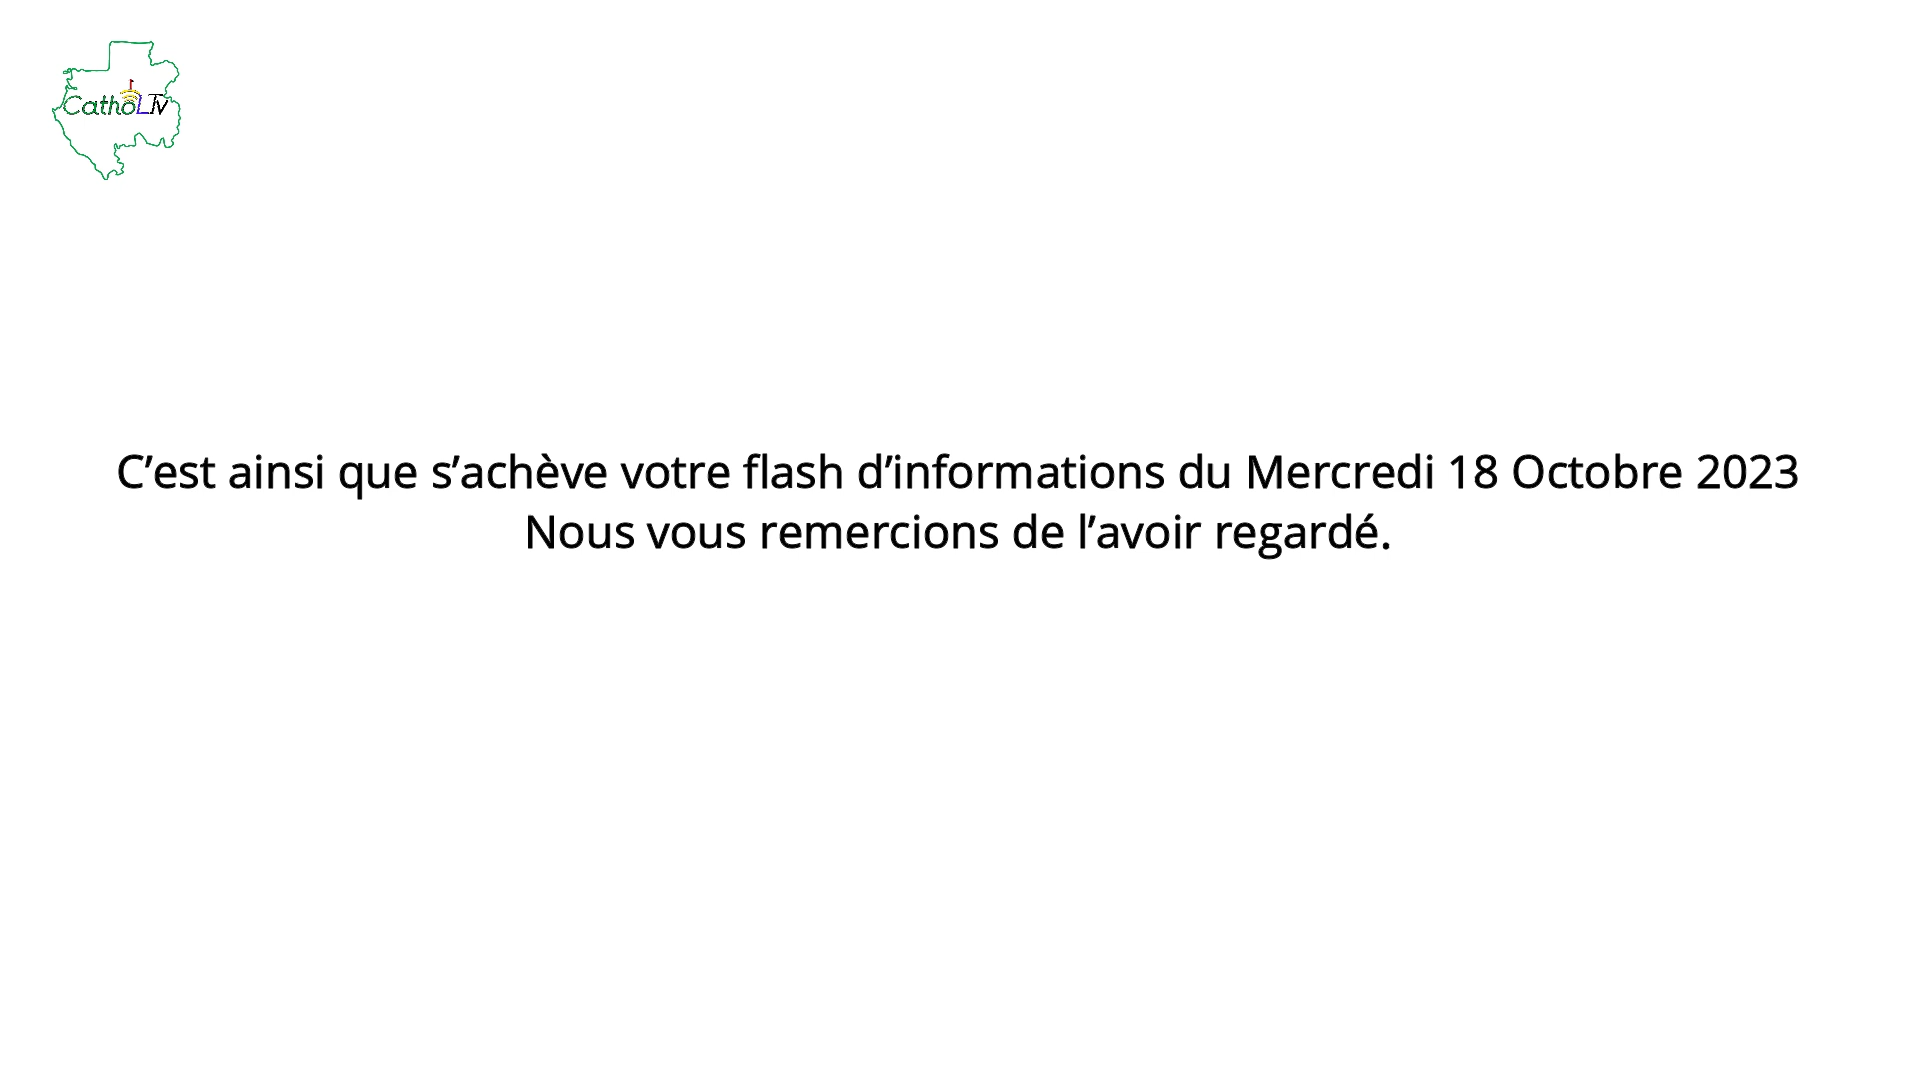 CathoLTv
C’est ainsi que s’achève votre flash d’informations du Mercredi 18 Octobre 2023
Nous vous remercions de l’avoir regardé.